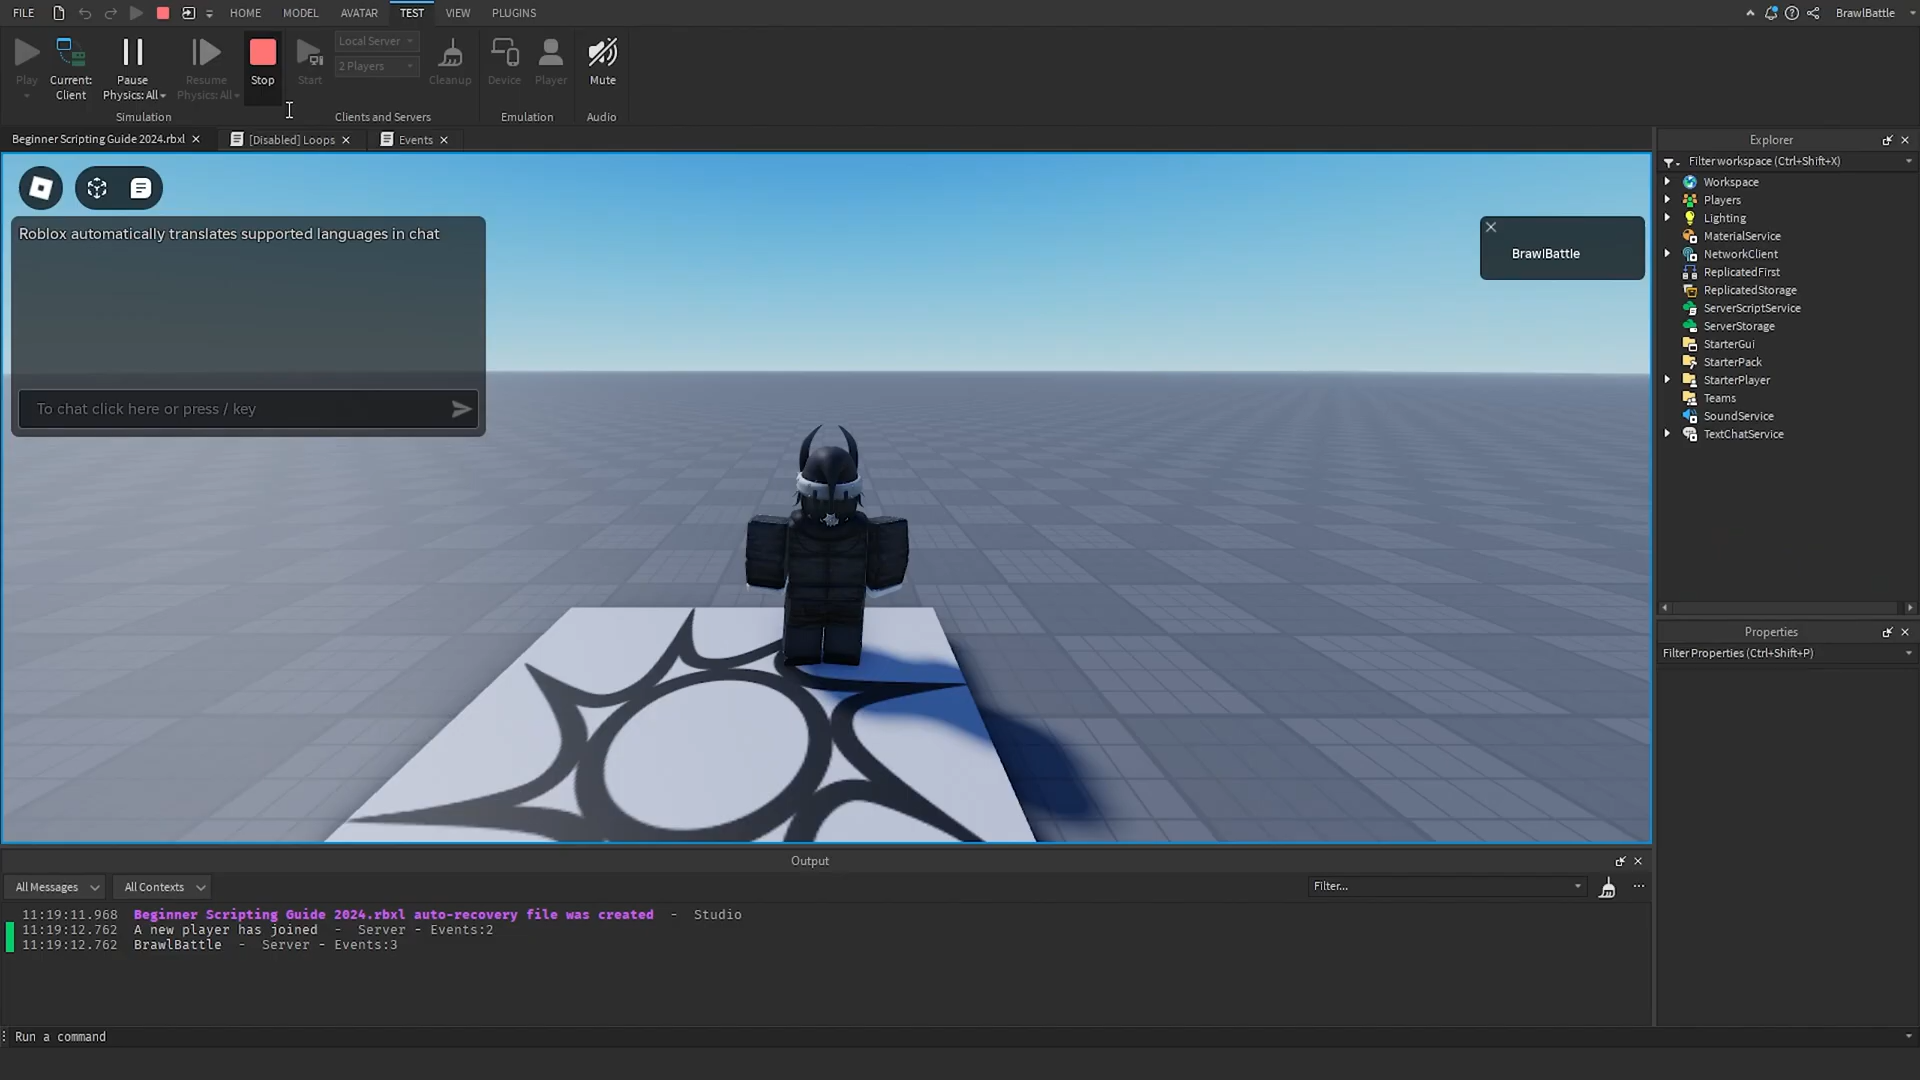 FILE HOME MODEL AVATAR TEST VIEW PLUGINS BrawlBattle
Play Current: Client Pause Physics: All Resume Physics: All Stop Start Local Server 2 Players Cleanup Device Player Mute
Simulation Clients and Servers Emulation Audio
Beginner Scripting Guide 2024.rbxl [Disabled] Loops Events
Roblox automatically translates supported languages in chat
To chat click here or press / key
BrawlBattle
Explorer
Filter workspace (Ctrl+Shift+X)
Workspace
Players
Lighting
MaterialService
NetworkClient
ReplicatedFirst
ReplicatedStorage
ServerScriptService
ServerStorage
StarterGui
StarterPack
StarterPlayer
Teams
SoundService
TextChatService
Properties
Filter Properties (Ctrl+Shift+P)
Output
All Messages All Contexts Filter...
11:19:11.968 Beginner Scripting Guide 2024.rbxl auto-recovery file was created - Studio
11:19:12.762 A new player has joined - Server - Events:2
11:19:12.762 BrawlBattle - Server - Events:3
Run a command